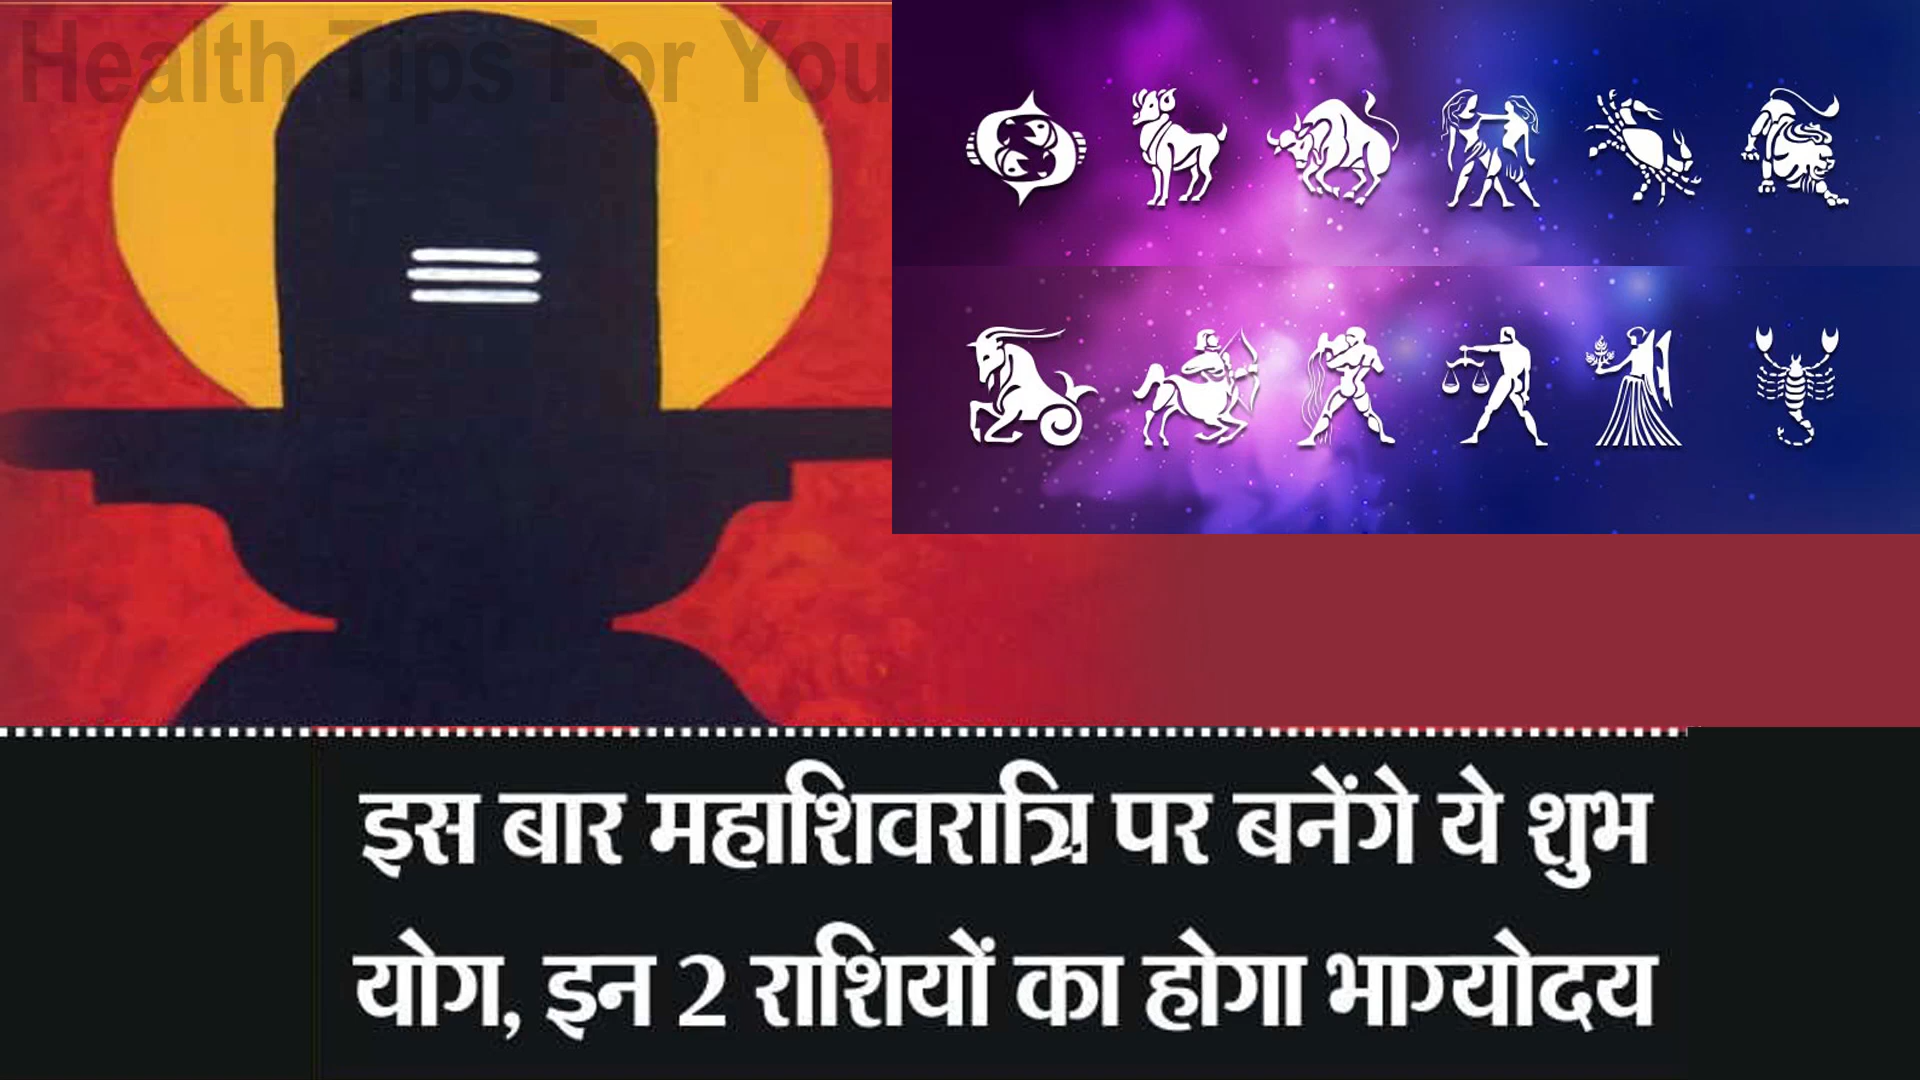 Health Tips For You
इस बार महाशिवरात्रि पर बनेंगे ये शुभ
योग, इन 2 राशियों का होगा भाग्योदय